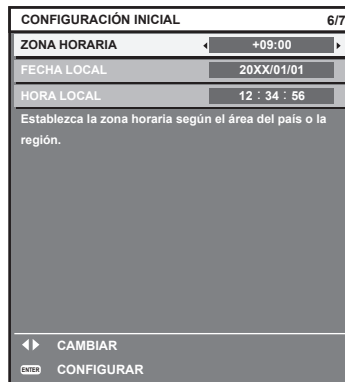 CONFIGURACIÓN INICIAL 6/7
ZONA HORARIA +09:00
FECHA LOCAL 20XX/01/01
HORA LOCAL 12 : 34 : 56
Establezca la zona horaria según el área del país o la
región.
CAMBIAR
ENTER CONFIGURAR